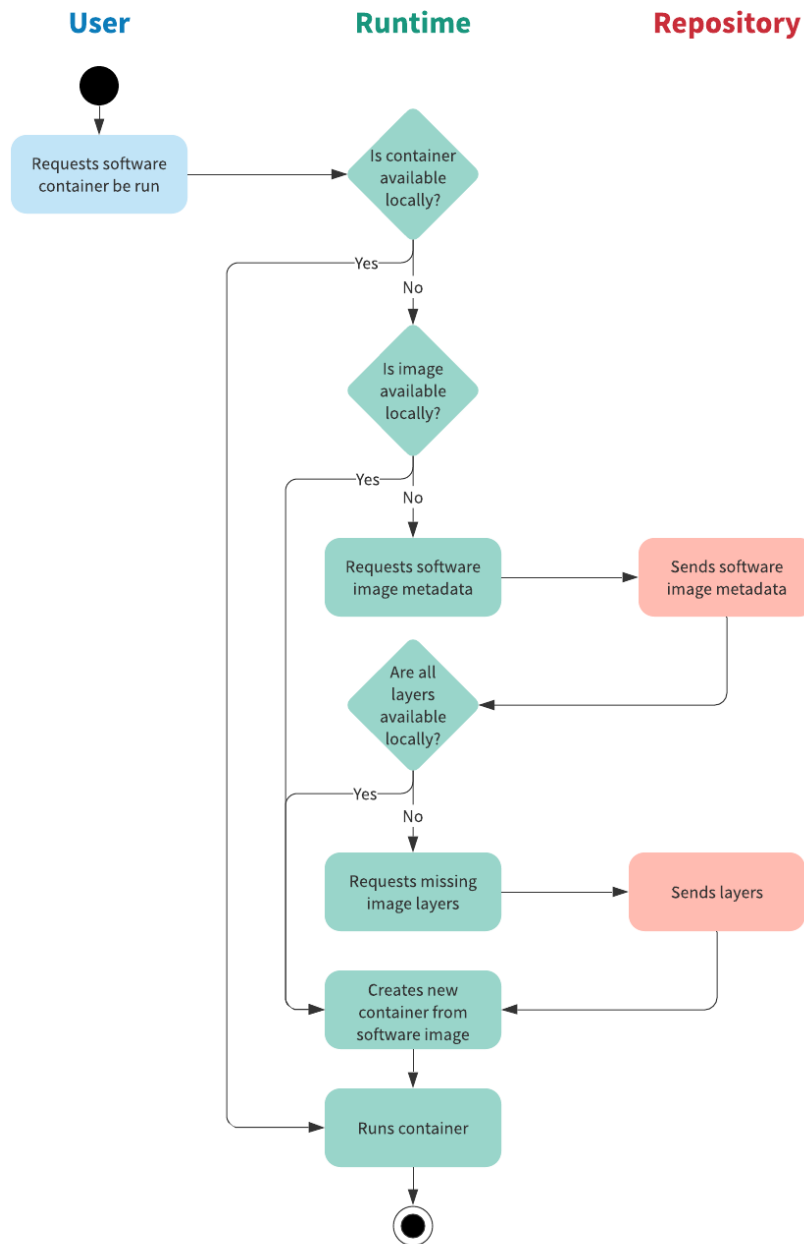 User
Runtime
Repository
Requests software
container be run
Is container
available
locally?
Yes
No
Is image
available
locally?
Yes
No
Requests software
image metadata
Sends software
image metadata
Are all
layers
available
locally?
Yes
No
Requests missing
image layers
Sends layers
Creates new
container from
software image
Runs container